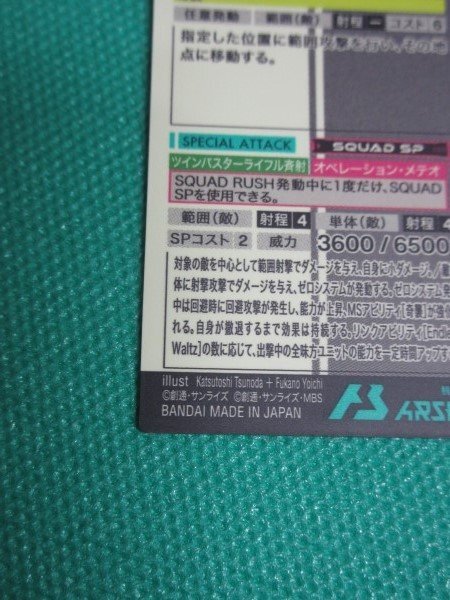 任意発動 範囲(敵) 射程 ー コスト 6
指定した位置に範囲攻撃を行い、その地
点に移動する。
SPECIAL ATTACK
SQUAD SP
ツインバスターライフル斉射
オペレーション・メテオ
SQUAD RUSH発動中に1度だけ、SQUAD
SPを使用できる。
範囲(敵) 射程 4 単体(敵) 射程 4
SPコスト 2 威力 3600 / 6500
対象の敵を中心として範囲射撃でダメージを与え、自身に小ダメージ。/
体に射撃攻撃でダメージを与え、ゼロシステムが発動する。ゼロシステム発
中は回避時に回避攻撃が発生し、能力が上昇、MSアビリティ[奇襲]が強
れる。自身が撤退するまで効果は持続する。リンクアビリティ[End
Waltz]の数に応じて、出撃中の全味方ユニットの能力を一定時間アップす
illust Katsutoshi Tsunoda + Fukano Yoichi
©創通・サンライズ ©創通・サンライズ・MBS
BANDAI MADE IN JAPAN
ARS